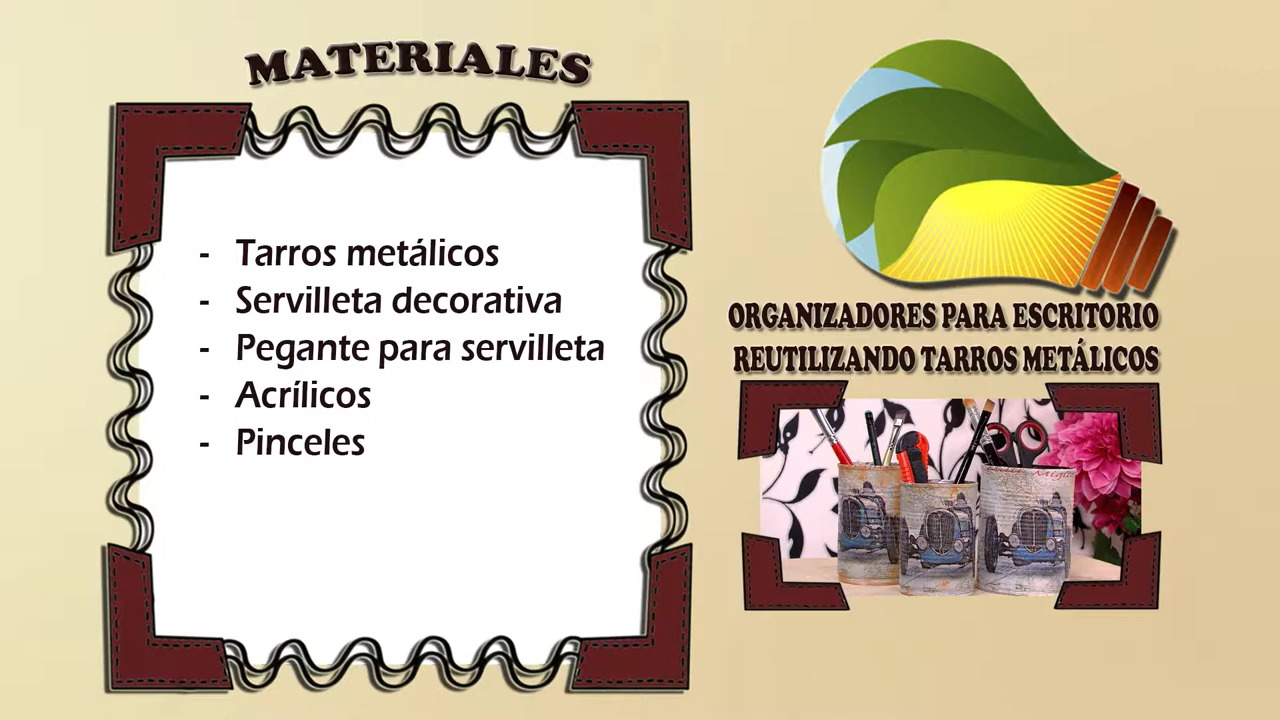 MATERIALES
- Tarros metálicos
- Servilleta decorativa
- Pegante para servilleta
- Acrílicos
- Pinceles
ORGANIZADORES PARA ESCRITORIO
REUTILIZANDO TARROS METÁLICOS